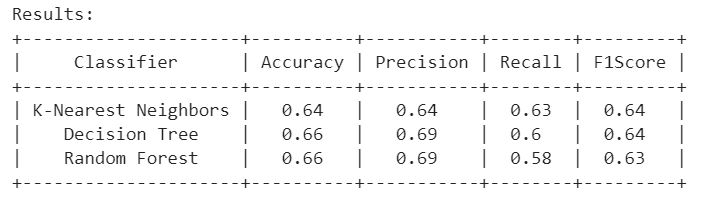 Results:
+----------------------+----------+-----------+--------+---------+
|      Classifier      | Accuracy | Precision | Recall | F1Score |
+----------------------+----------+-----------+--------+---------+
| K-Nearest Neighbors  |   0.64   |    0.64   |  0.63  |   0.64  |
|    Decision Tree     |   0.66   |    0.69   |  0.6   |   0.64  |
|    Random Forest     |   0.66   |    0.69   |  0.58  |   0.63  |
+----------------------+----------+-----------+--------+---------+